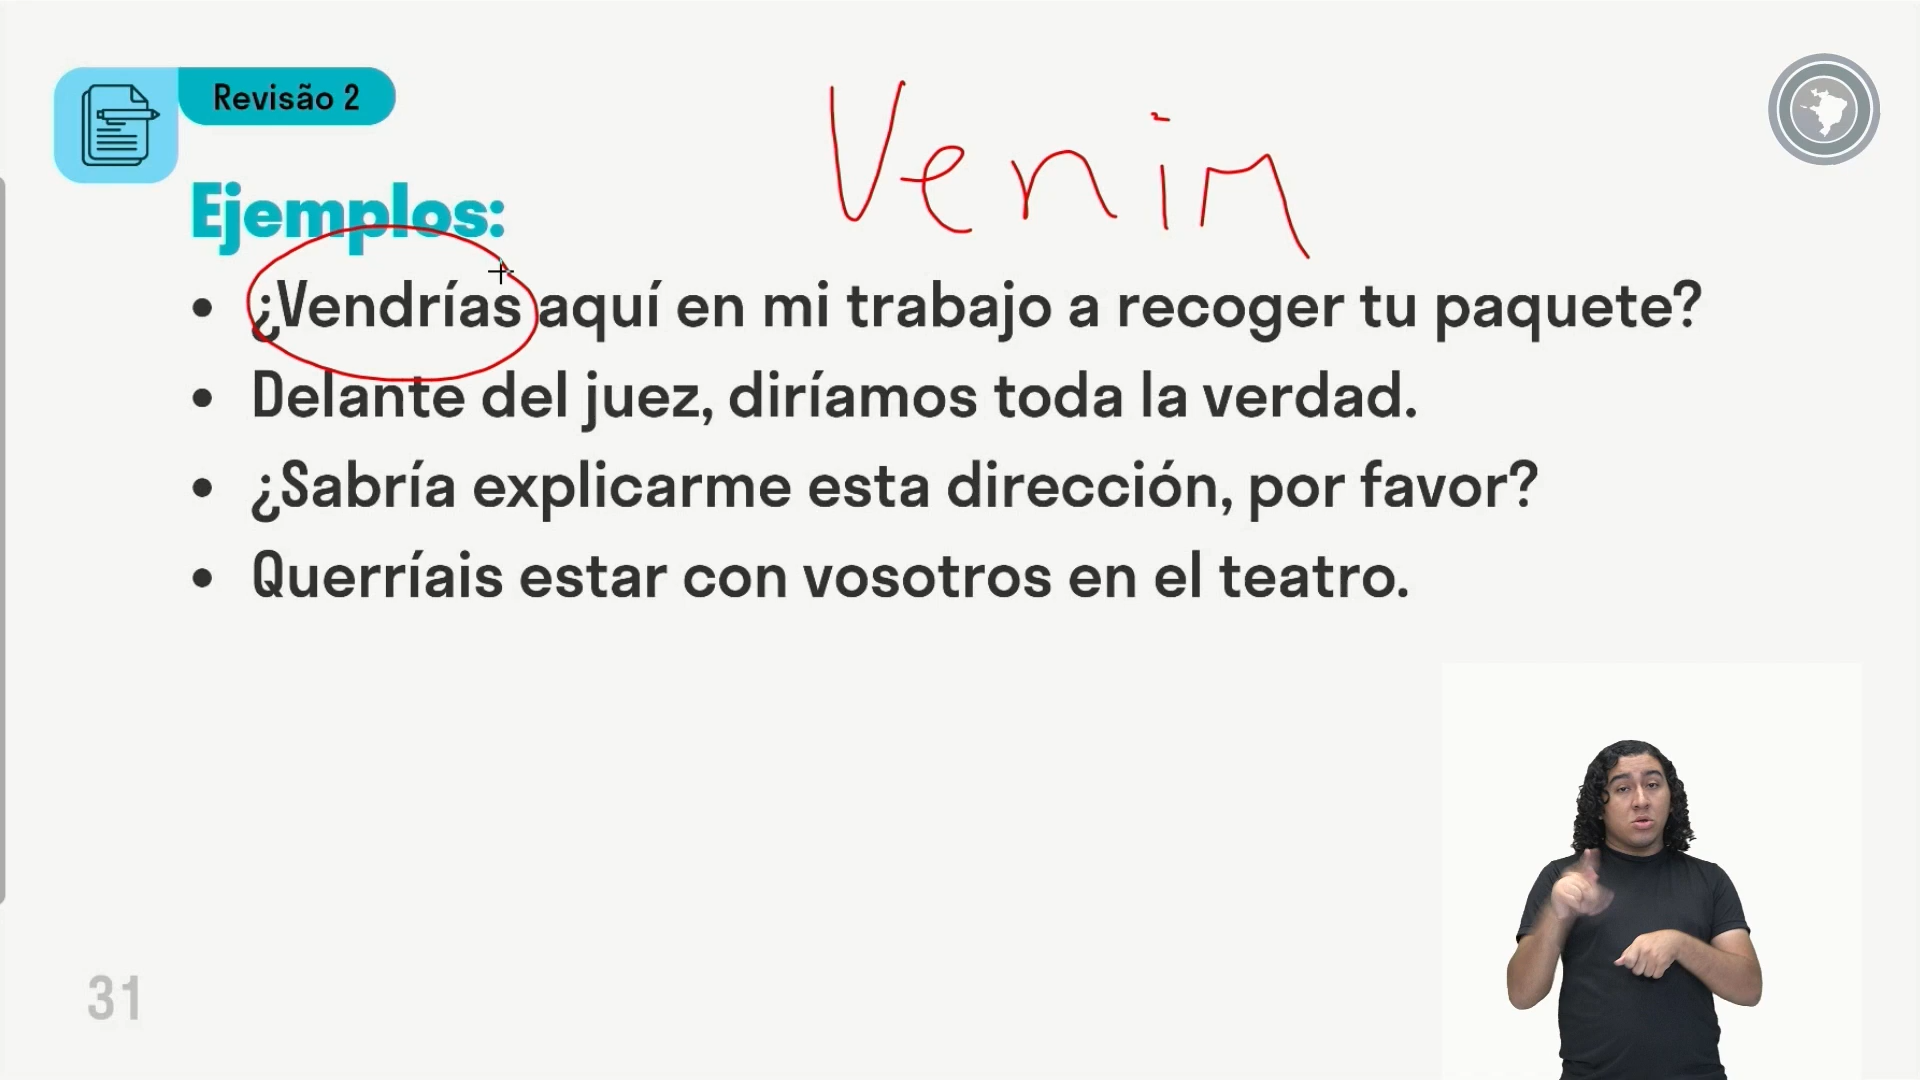 Revisão 2
Venir
Ejemplos:
• ¿Vendrías aquí en mi trabajo a recoger tu paquete?
• Delante del juez, diríamos toda la verdad.
• ¿Sabría explicarme esta dirección, por favor?
• Querríais estar con vosotros en el teatro.
31